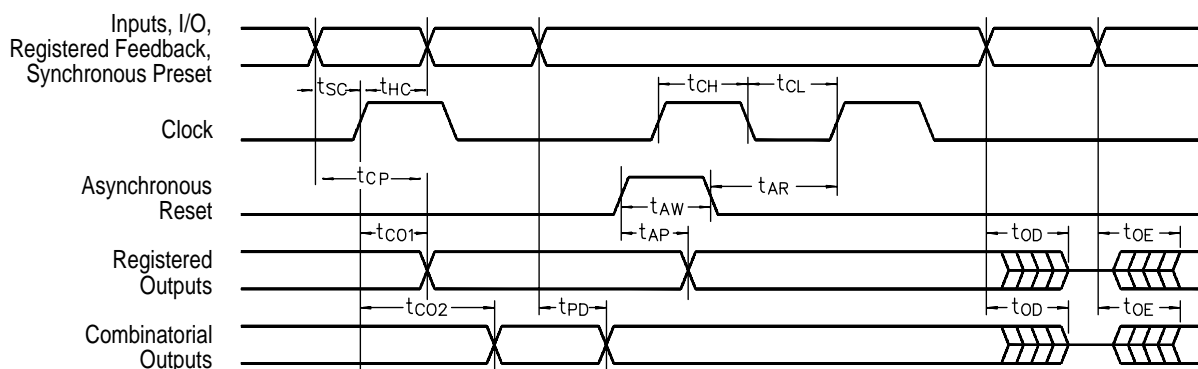 Inputs, I/O,
Registered Feedback,
Synchronous Preset
tSC
tHC
tCH
tCL
Clock
tCP
Asynchronous
Reset
tAR
tAW
tAP
tCO1
tOD
tOE
Registered
Outputs
tCO2
tPD
tOD
tOE
Combinatorial
Outputs